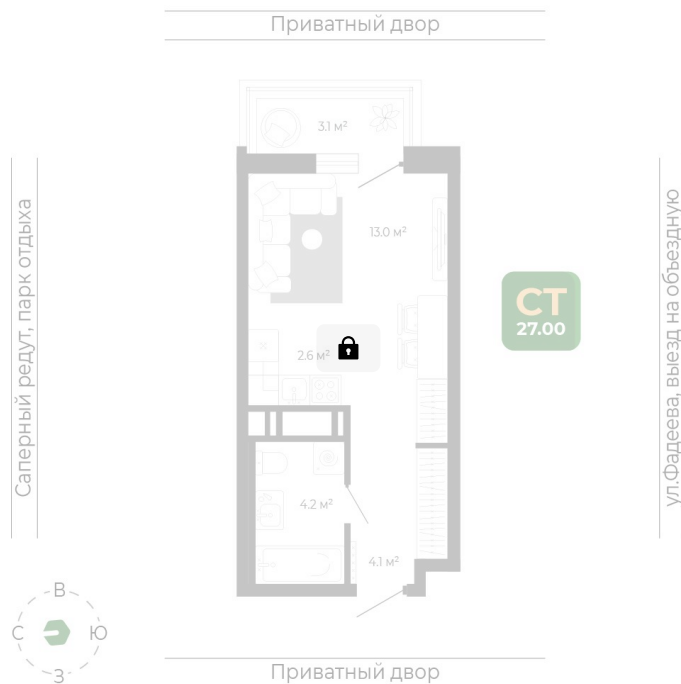 Приватный двор
3.1 м²
13.0 м²
Саперный редут, парк отдыха
ул.Фадеева, выезд на объездную
СТ
27.00
2.6 м²
4.2 м²
4.1 м²
В
С
Ю
З
Приватный двор